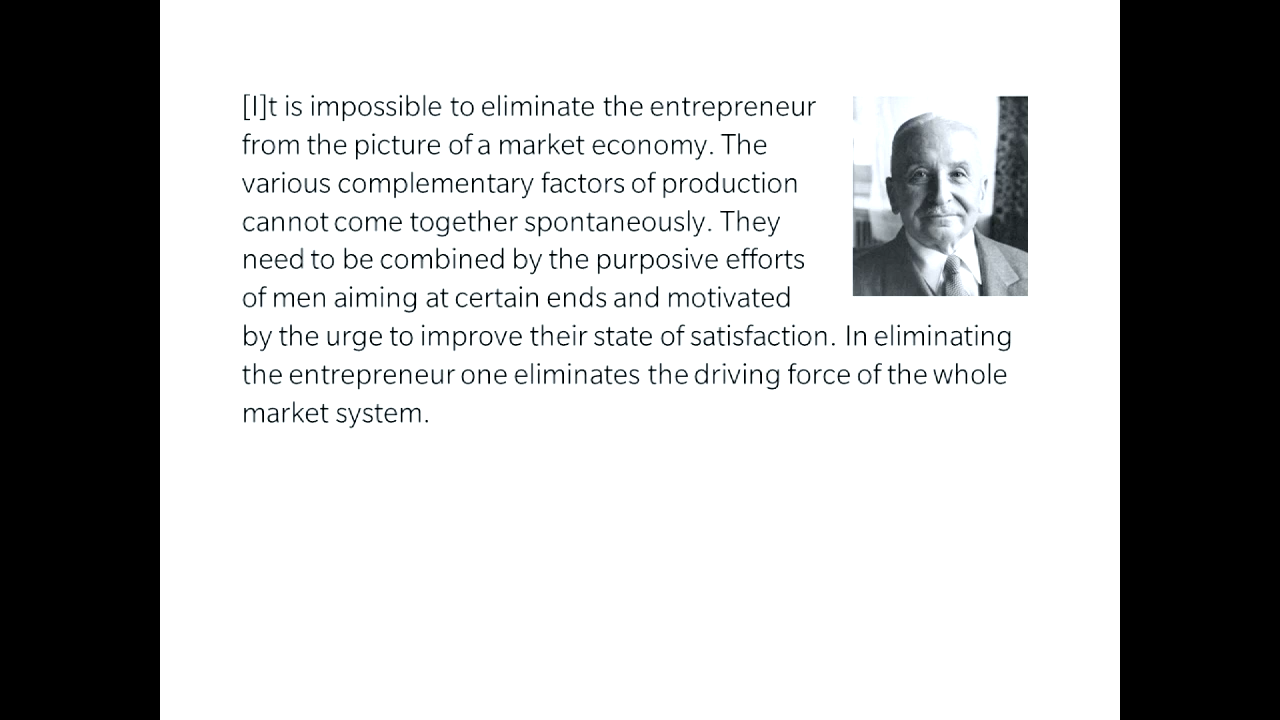 [I]t is impossible to eliminate the entrepreneur
from the picture of a market economy. The
various complementary factors of production
cannot come together spontaneously. They
need to be combined by the purposive efforts
of men aiming at certain ends and motivated
by the urge to improve their state of satisfaction. In eliminating
the entrepreneur one eliminates the driving force of the whole
market system.